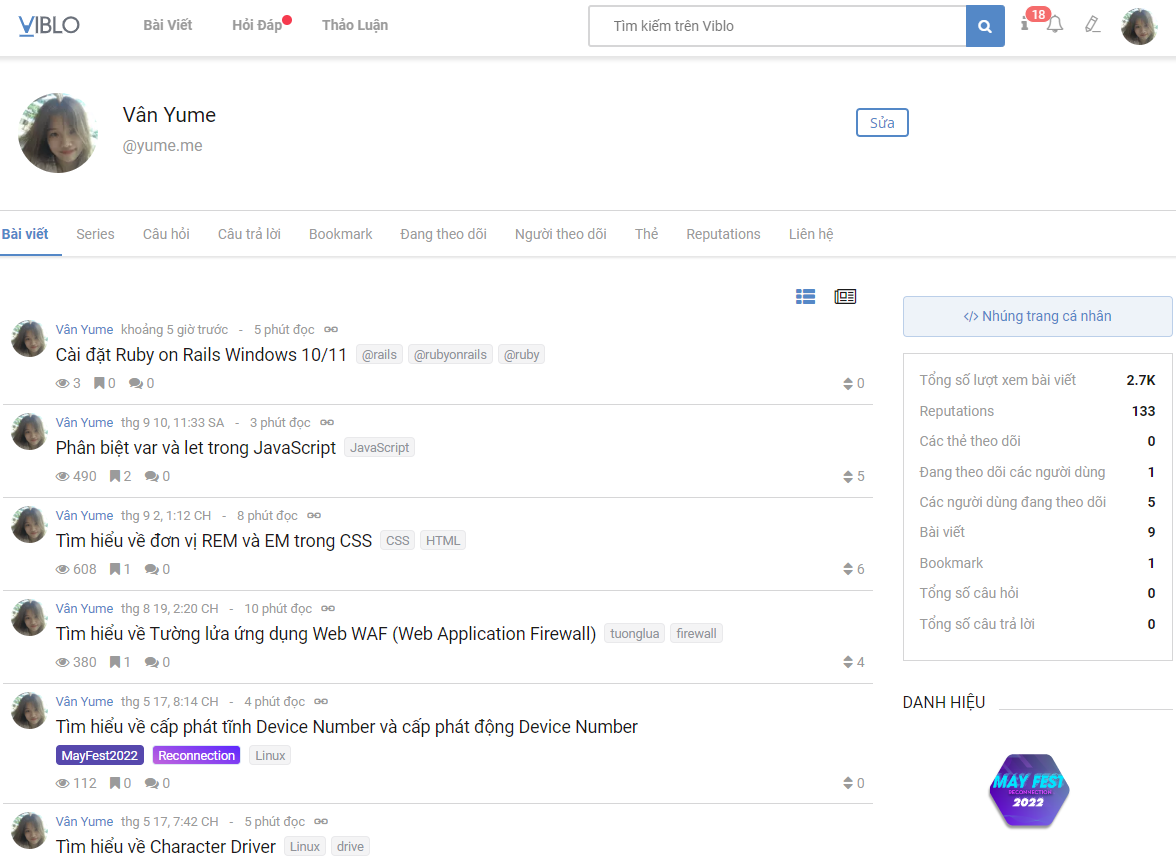 VIBLO Bài Viết Hỏi Đáp Thảo Luận Tìm kiếm trên Viblo 18
Vân Yume
@yume.me
Sửa
Bài viết Series Câu hỏi Câu trả lời Bookmark Đang theo dõi Người theo dõi Thẻ Reputations Liên hệ
Vân Yume khoảng 5 giờ trước - 5 phút đọc
Cài đặt Ruby on Rails Windows 10/11 @rails @rubyonrails @ruby
3 0 0 0
Vân Yume thg 9 10, 11:33 SA - 3 phút đọc
Phân biệt var và let trong JavaScript JavaScript
490 2 0 5
Vân Yume thg 9 2, 1:12 CH - 8 phút đọc
Tìm hiểu về đơn vị REM và EM trong CSS CSS HTML
608 1 0 6
Vân Yume thg 8 19, 2:20 CH - 10 phút đọc
Tìm hiểu về Tường lửa ứng dụng Web WAF (Web Application Firewall) tuonglua firewall
380 1 0 4
Vân Yume thg 5 17, 8:14 CH - 4 phút đọc
Tìm hiểu về cấp phát tĩnh Device Number và cấp phát động Device Number
MayFest2022 Reconnection Linux
112 0 0 0
Vân Yume thg 5 17, 7:42 CH - 5 phút đọc
Tìm hiểu về Character Driver Linux drive
</> Nhúng trang cá nhân
Tổng số lượt xem bài viết 2.7K
Reputations 133
Các thẻ theo dõi 0
Đang theo dõi các người dùng 1
Các người dùng đang theo dõi 5
Bài viết 9
Bookmark 1
Tổng số câu hỏi 0
Tổng số câu trả lời 0
DANH HIỆU
MAY FEST
RECONNECTION
2022